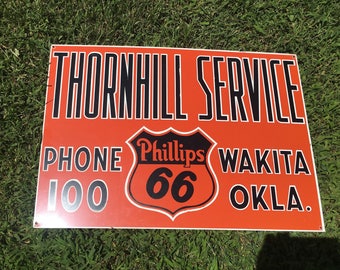 THORNHILL SERVICE
PHONE 100
Phillips 66
WAKITA OKLA.